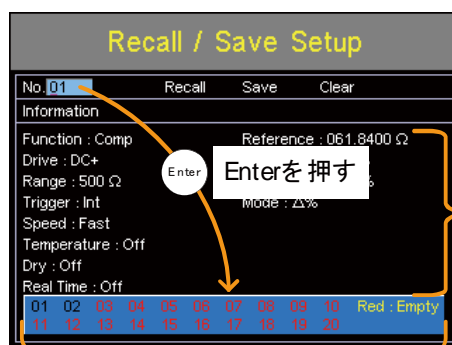 Recall / Save Setup
No.01 Recall Save Clear
Information
Function : Comp Reference : 061.8400 Ω
Drive : DC+
Range : 500 Ω %
Trigger : Int Mode : Δ%
Speed : Fast
Temperature : Off
Dry : Off
Real Time : Off
Enter
Enterを押す
01 02 03 04 05 06 07 08 09 10 Red : Empty
11 12 13 14 15 16 17 18 19 20